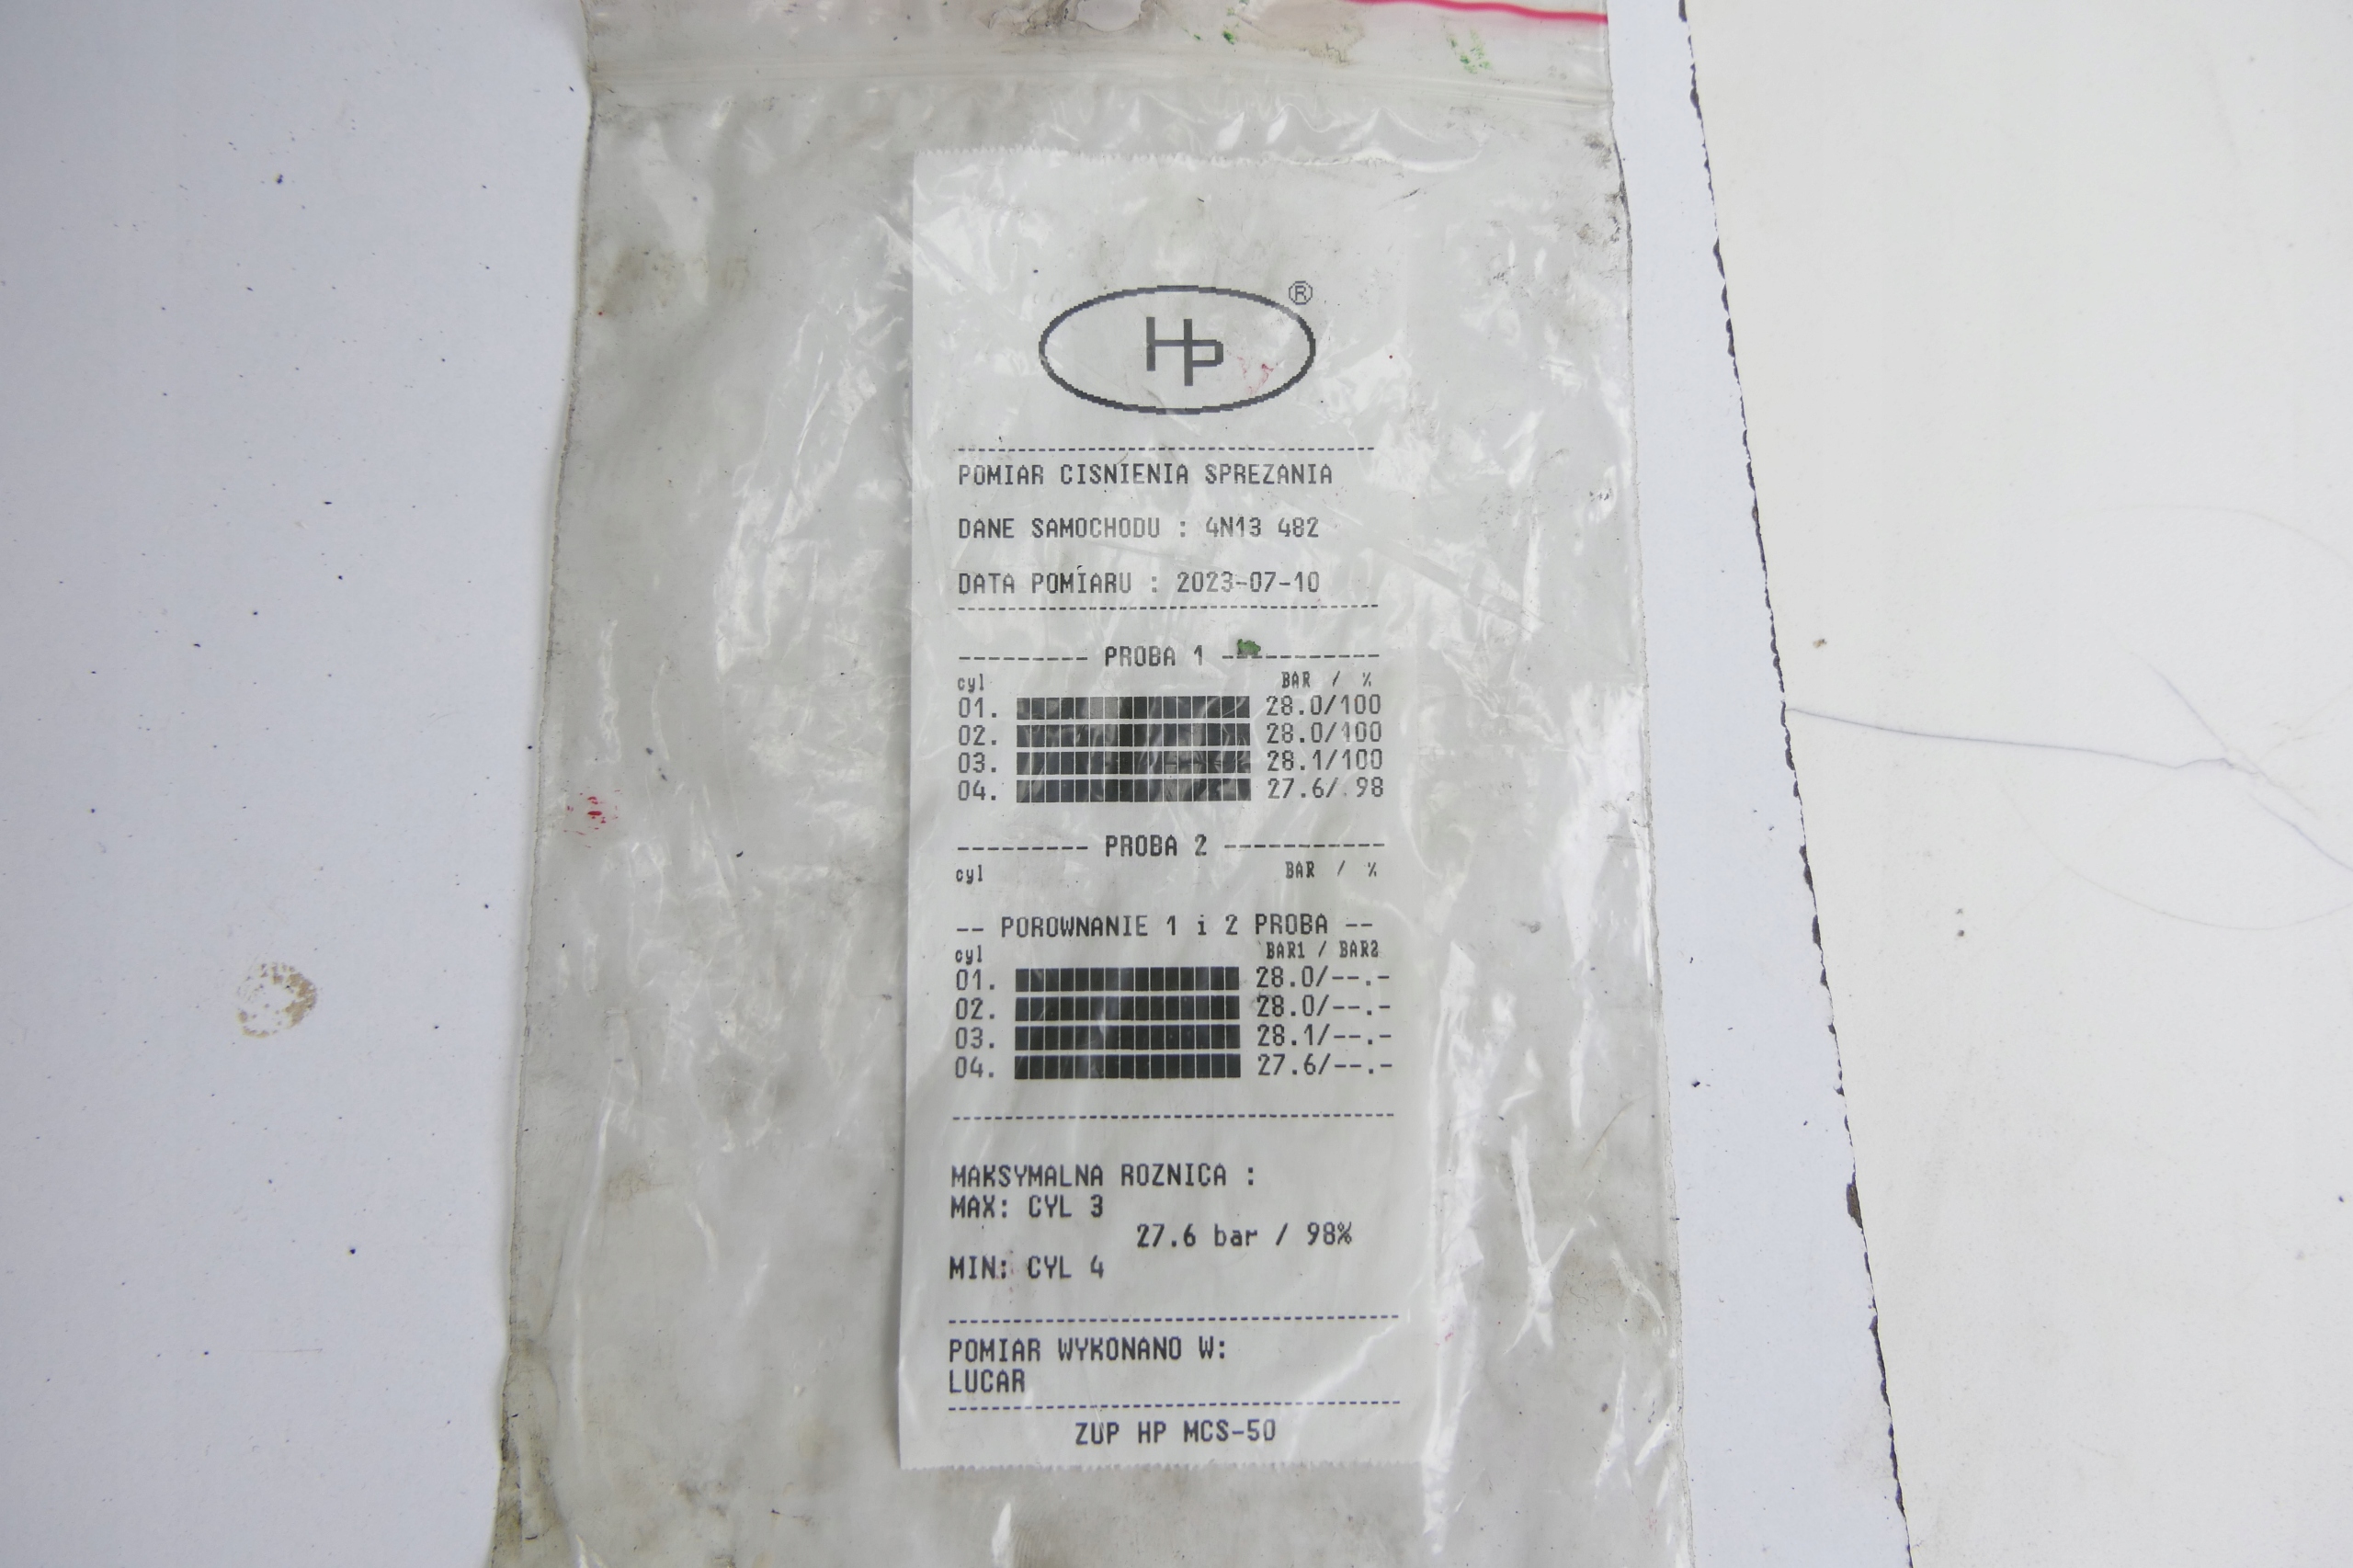 HP ®
POMIAR CISNIENIA SPREZANIA
DANE SAMOCHODU : 4N13 482
DATA POMIARU : 2023-07-10
--------- PROBA 1 -----------
cyl BAR / %
01. 28.0/100
02. 28.0/100
03. 28.1/100
04. 27.6/ 98
--------- PROBA 2 -----------
cyl BAR / %
-- POROWNANIE 1 i 2 PROBA --
cyl BAR1 / BAR2
01. 28.0/--.-
02. 28.0/--.-
03. 28.1/--.-
04. 27.6/--.-
MAKSYMALNA ROZNICA :
MAX: CYL 3
27.6 bar / 98%
MIN: CYL 4
POMIAR WYKONANO W:
LUCAR
ZUP HP MCS-50